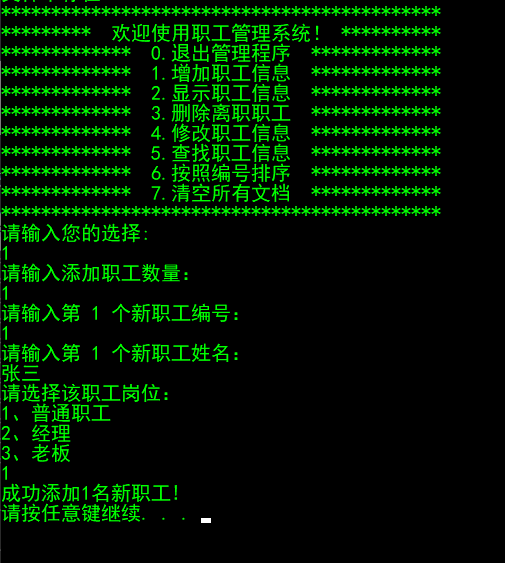 ********************************************
*********  欢迎使用职工管理系统! **********
*************  0.退出管理程序  *************
*************  1.增加职工信息  *************
*************  2.显示职工信息  *************
*************  3.删除离职职工  *************
*************  4.修改职工信息  *************
*************  5.查找职工信息  *************
*************  6.按照编号排序  *************
*************  7.清空所有文档  *************
********************************************
请输入您的选择:
1
请输入添加职工数量:
1
请输入第 1 个新职工编号:
1
请输入第 1 个新职工姓名:
张三
请选择该职工岗位:
1、普通职工
2、经理
3、老板
1
成功添加1名新职工!
请按任意键继续. . .